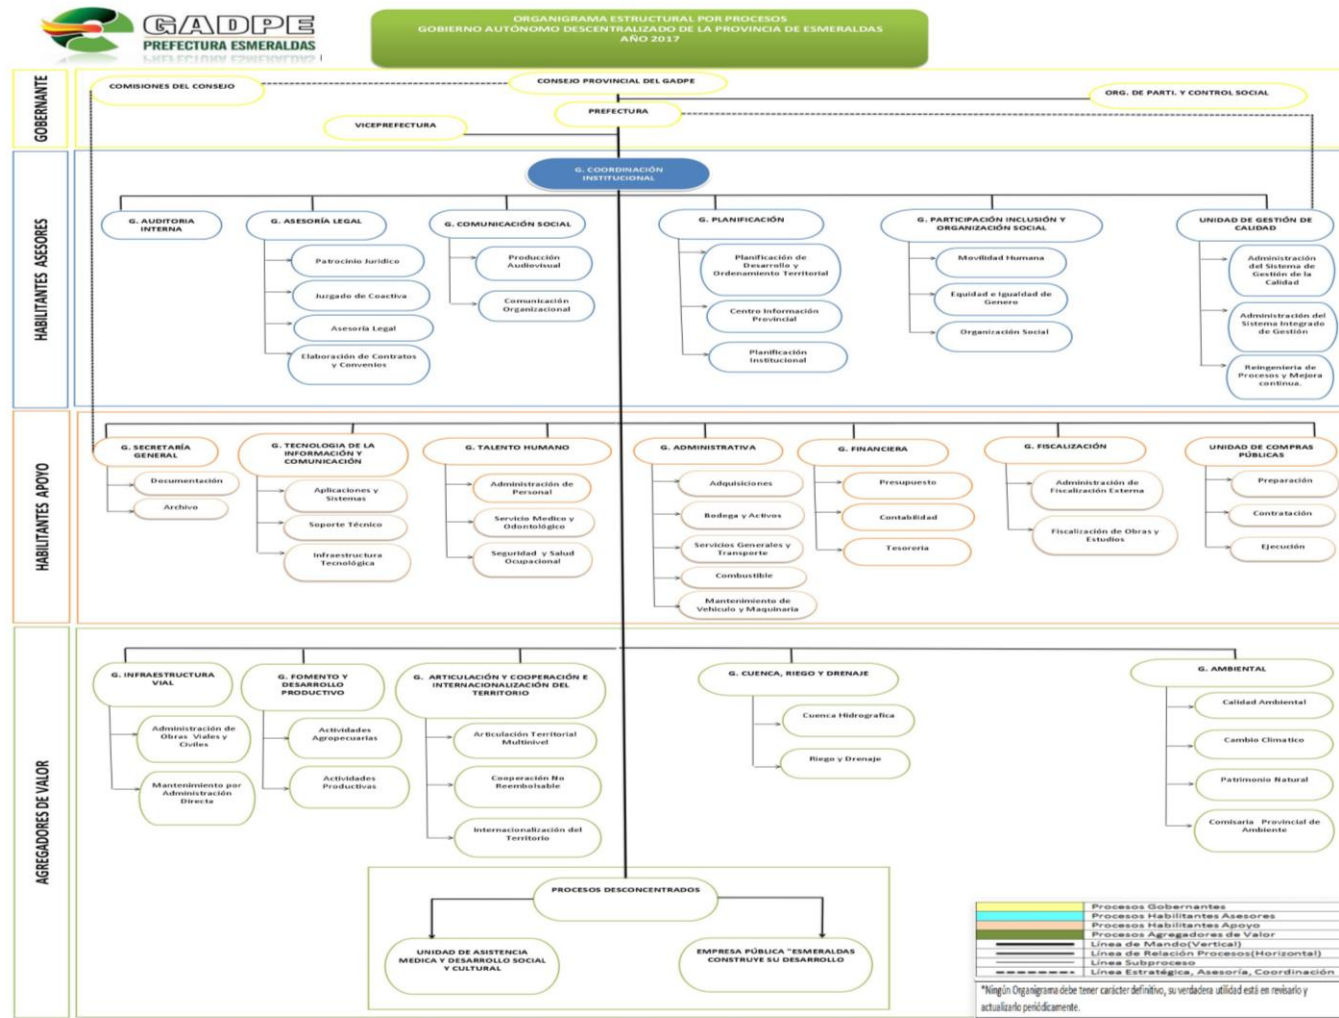 GADPE
PREFECTURA ESMERALDAS
ORGANIGRAMA ESTRUCTURAL POR PROCESOS
GOBIERNO AUTÓNOMO DESCENTRALIZADO DE LA PROVINCIA DE ESMERALDAS
AÑO 2017
GOBERNANTE
COMISIONES DEL CONSEJO
CONSEJO PROVINCIAL DEL GADPE
ORG. DE PARTI. Y CONTROL SOCIAL
PREFECTURA
VICEPREFECTURA
HABILITANTES ASESORES
G. COORDINACIÓN
INSTITUCIONAL
G. AUDITORIA
INTERNA
G. ASESORÍA LEGAL
Patrocinio Jurídico
Juzgado de Coactiva
Asesoría Legal
Elaboración de Contratos
y Convenios
G. COMUNICACIÓN SOCIAL
Producción
Audiovisual
Comunicación
Organizacional
G. PLANIFICACIÓN
Planificación de
Desarrollo y
Ordenamiento Territorial
Centro Información
Provincial
Planificación
Institucional
G. PARTICIPACIÓN INCLUSIÓN Y
ORGANIZACIÓN SOCIAL
Movilidad Humana
Equidad e Igualdad de
Genero
Organización Social
UNIDAD DE GESTIÓN DE
CALIDAD
Administración
del Sistema de
Gestión de la
Calidad
Administración del
Sistema Integrado
de Gestión
Reingeniería de
Procesos y Mejora
continua.
HABILITANTES APOYO
G. SECRETARÍA
GENERAL
Documentación
Archivo
G. TECNOLOGIA DE LA
INFORMACIÓN Y
COMUNICACIÓN
Aplicaciones y
Sistemas
Soporte Técnico
Infraestructura
Tecnológica
G. TALENTO HUMANO
Administración de
Personal
Servicio Medico y
Odontológico
Seguridad y Salud
Ocupacional
G. ADMINISTRATIVA
Adquisiciones
Bodega y Activos
Servicios Generales y
Transporte
Combustible
Mantenimiento de
Vehículo y Maquinaria
G. FINANCIERA
Presupuesto
Contabilidad
Tesorería
G. FISCALIZACIÓN
Administración de
Fiscalización Externa
Fiscalización de Obras y
Estudios
UNIDAD DE COMPRAS
PÚBLICAS
Preparación
Contratación
Ejecución
AGREGADORES DE VALOR
G. INFRAESTRUCTURA
VIAL
Administración de
Obras Viales y
Civiles
Mantenimiento por
Administración
Directa
G. FOMENTO Y
DESARROLLO
PRODUCTIVO
Actividades
Agropecuarias
Actividades
Productivas
G. ARTICULACIÓN Y COOPERACIÓN E
INTERNACIONALIZACIÓN DEL
TERRITORIO
Articulación Territorial
Multinivel
Cooperación No
Reembolsable
Internacionalización del
Territorio
G. CUENCA, RIEGO Y DRENAJE
Cuenca Hidrografica
Riego y Drenaje
G. AMBIENTAL
Calidad Ambiental
Cambio Climatico
Patrimonio Natural
Comisaria Provincial de
Ambiente
PROCESOS DESCONCENTRADOS
UNIDAD DE ASISTENCIA
MEDICA Y DESARROLLO SOCIAL
Y CULTURAL
EMPRESA PÚBLICA "ESMERALDAS
CONSTRUYE SU DESARROLLO
Procesos Gobernantes
Procesos Habilitantes Asesores
Procesos Habilitantes Apoyo
Procesos Agregadores de Valor
Línea de Mando(Vertical)
Línea de Relación Procesos(Horizontal)
Línea Subproceso
Línea Estratégica, Asesoría, Coordinación
*Ningún Organigrama debe tener carácter definitivo, su verdadera utilidad está en revisarlo y
actualizarlo periódicamente.